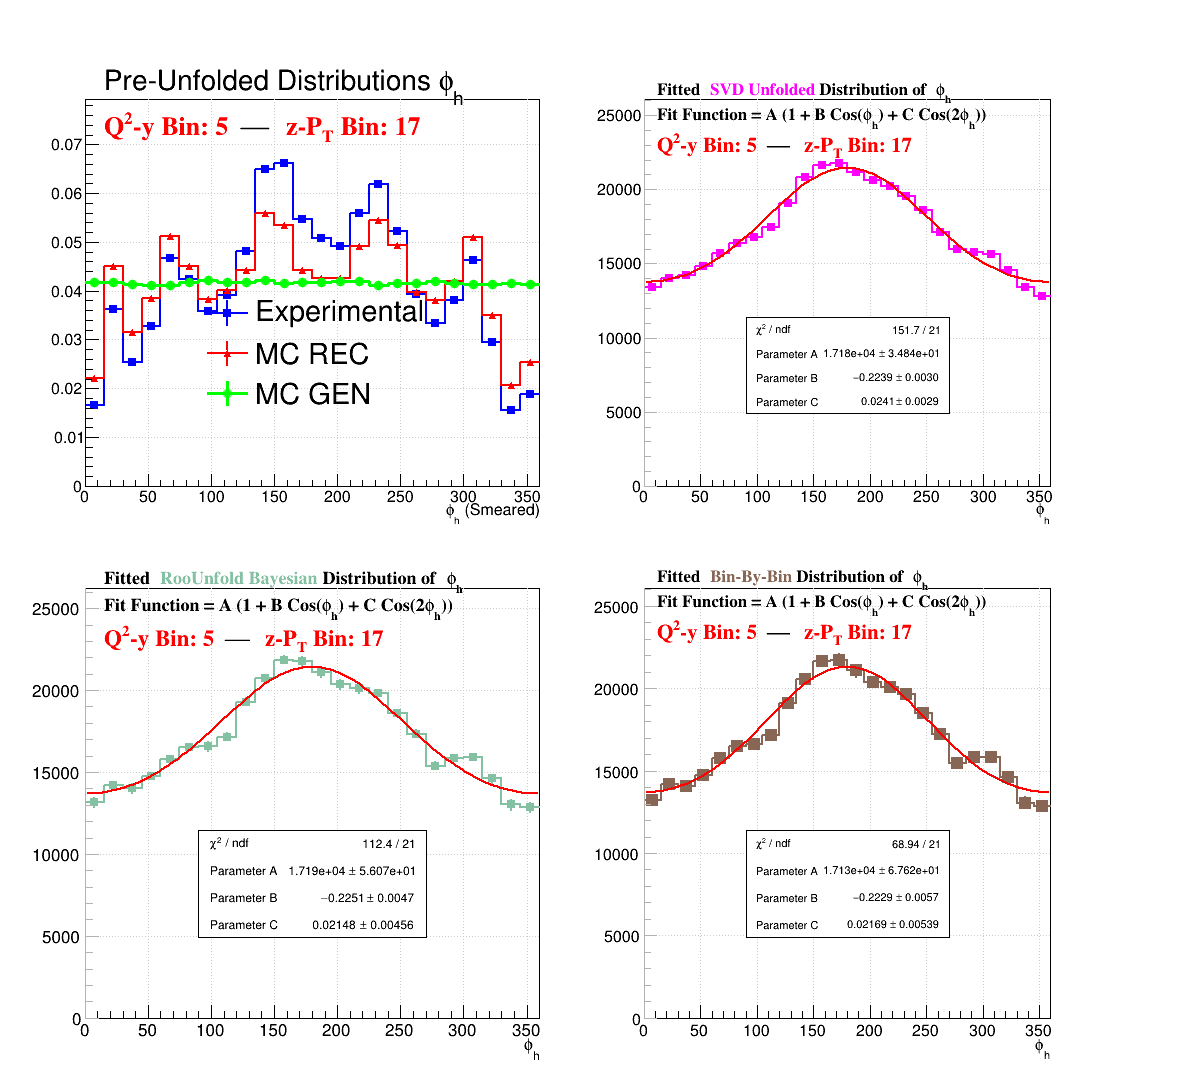 Pre-Unfolded Distributions ϕh
Q²-y Bin: 5 — z-PT Bin: 17
0.07
0.06
0.05
0.04
0.03
0.02
0.01
0
Experimental
MC REC
MC GEN
0 50 100 150 200 250 300 350
ϕh (Smeared)
Fitted SVD Unfolded Distribution of ϕh
Fit Function = A (1 + B Cos(ϕh) + C Cos(2ϕh))
Q²-y Bin: 5 — z-PT Bin: 17
25000
20000
15000
10000
5000
0
χ² / ndf 151.7 / 21
Parameter A 1.718e+04 ± 3.484e+01
Parameter B −0.2239 ± 0.0030
Parameter C 0.0241 ± 0.0029
0 50 100 150 200 250 300 350
ϕh
Fitted RooUnfold Bayesian Distribution of ϕh
Fit Function = A (1 + B Cos(ϕh) + C Cos(2ϕh))
Q²-y Bin: 5 — z-PT Bin: 17
25000
20000
15000
10000
5000
0
χ² / ndf 112.4 / 21
Parameter A 1.719e+04 ± 5.607e+01
Parameter B −0.2251 ± 0.0047
Parameter C 0.02148 ± 0.00456
0 50 100 150 200 250 300 350
ϕh
Fitted Bin-By-Bin Distribution of ϕh
Fit Function = A (1 + B Cos(ϕh) + C Cos(2ϕh))
Q²-y Bin: 5 — z-PT Bin: 17
25000
20000
15000
10000
5000
0
χ² / ndf 68.94 / 21
Parameter A 1.713e+04 ± 6.762e+01
Parameter B −0.2229 ± 0.0057
Parameter C 0.02169 ± 0.00539
0 50 100 150 200 250 300 350
ϕh